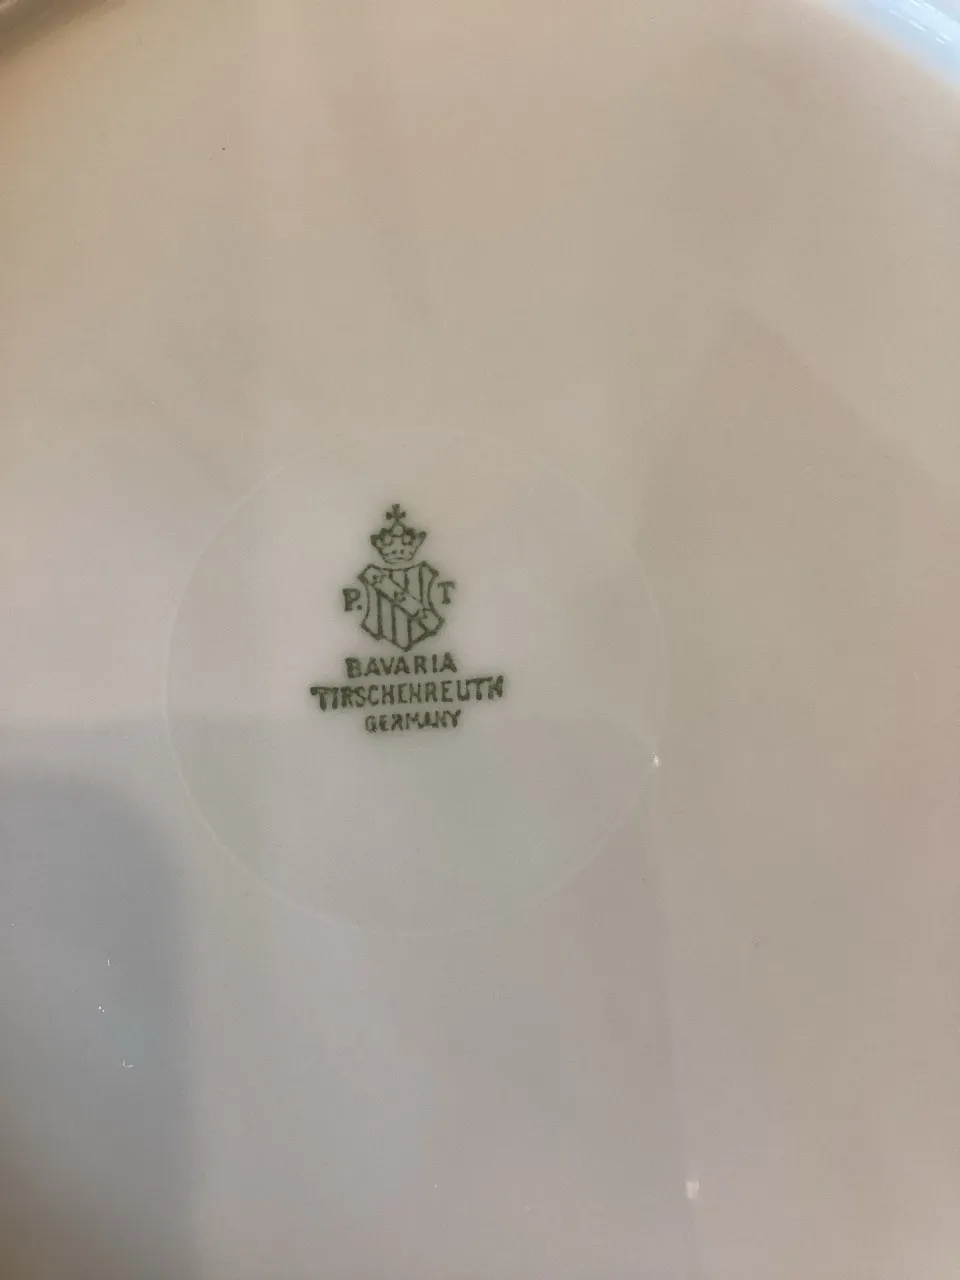 P. T
BAVARIA
TIRSCHENREUTH
GERMANY